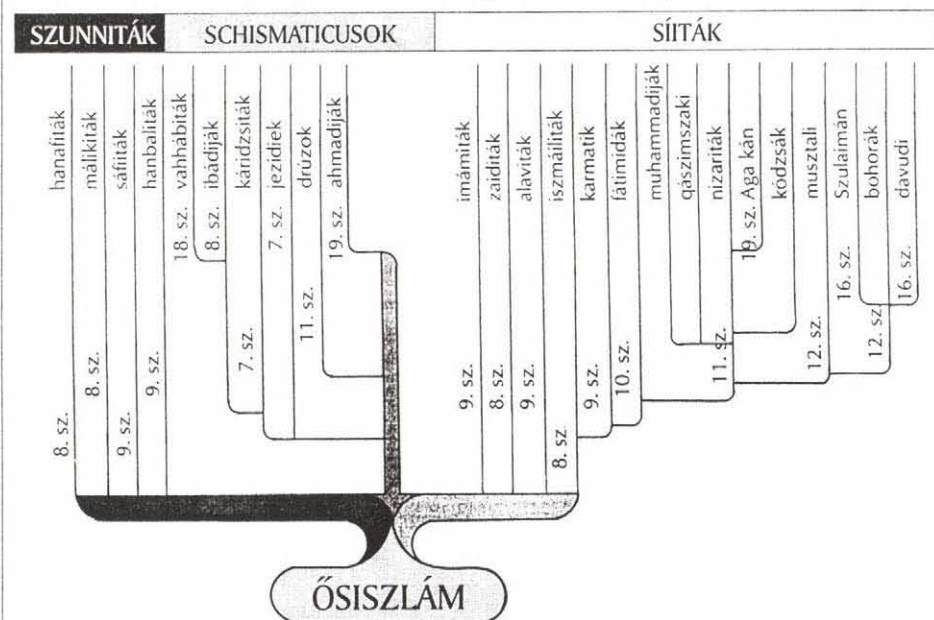 SZUNNITÁK
SCHISMATICUSOK
SÍITÁK
hanafiták
málikiták
sáfiiták
hanbaliták
vahhábiták
ibádiják
káridzsiták
jezidiek
drúzok
ahmadiják
imámiták
zaiditák
alaviták
iszmáiliták
karmatik
fátimidák
muhammadiják
qászimszaki
nizariták
Aga kán
kódzsák
musztali
Szulaimán
bohorák
davudi
8. sz.
8. sz.
9. sz.
9. sz.
18. sz.
8. sz.
7. sz.
7. sz.
11. sz.
19. sz.
9. sz.
8. sz.
9. sz.
8. sz.
9. sz.
10. sz.
11. sz.
19. sz.
12. sz.
16. sz.
12. sz.
16. sz.
ŐSISZLÁM